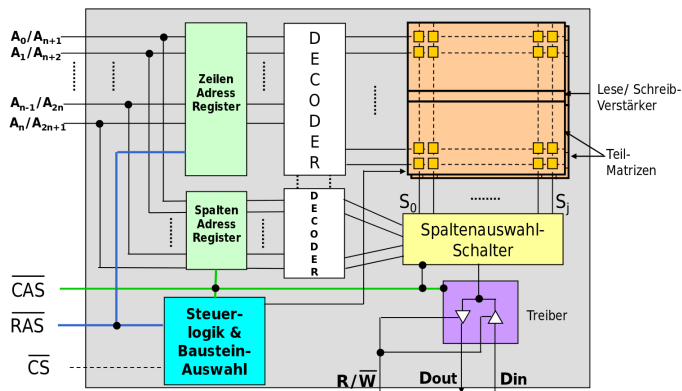 A0/An+1
A1/An+2
An-1/A2n
An/A2n+1
Zeilen
Adress
Register
D
E
C
O
D
E
R
Lese/ Schreib-
Verstärker
Teil-
Matrizen
Spalten
Adress
Register
D
E
C
O
D
E
R
S0
Sj
Spaltenauswahl-
Schalter
CAS
RAS
CS
Steuer-
logik &
Baustein-
Auswahl
Treiber
R/W
Dout
Din